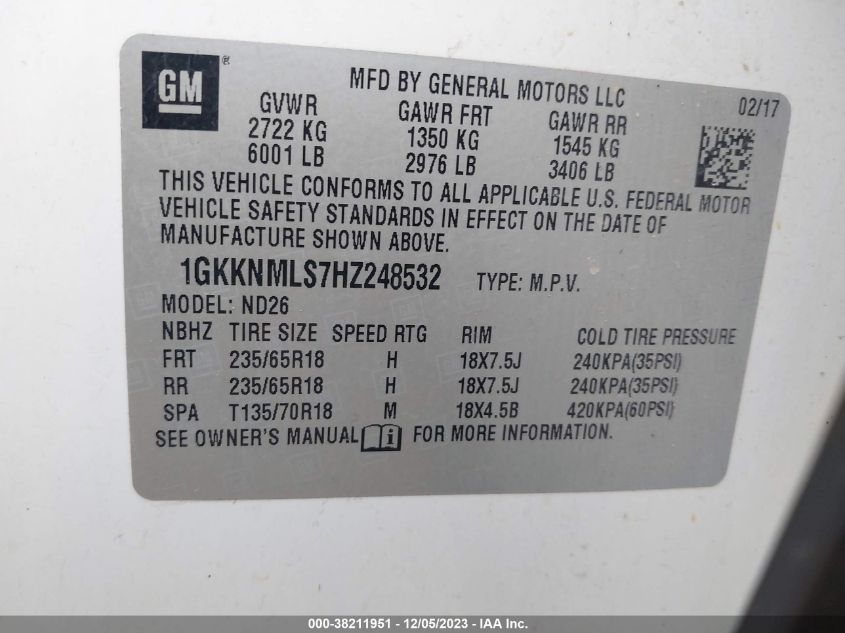 GM ®
MFD BY GENERAL MOTORS LLC
02/17
GVWR GAWR FRT GAWR RR
2722 KG 1350 KG 1545 KG
6001 LB 2976 LB 3406 LB
THIS VEHICLE CONFORMS TO ALL APPLICABLE U.S. FEDERAL MOTOR
VEHICLE SAFETY STANDARDS IN EFFECT ON THE DATE OF
MANUFACTURE SHOWN ABOVE.
1GKKNMLS7HZ248532 TYPE: M.P.V.
MODEL: ND26
NBHZ TIRE SIZE SPEED RTG RIM COLD TIRE PRESSURE
FRT 235/65R18 H 18X7.5J 240KPA(35PSI)
RR 235/65R18 H 18X7.5J 240KPA(35PSI)
SPA T135/70R18 M 18X4.5B 420KPA(60PSI)
SEE OWNER'S MANUAL i FOR MORE INFORMATION.
000-38211951 - 12/05/2023 - IAA Inc.